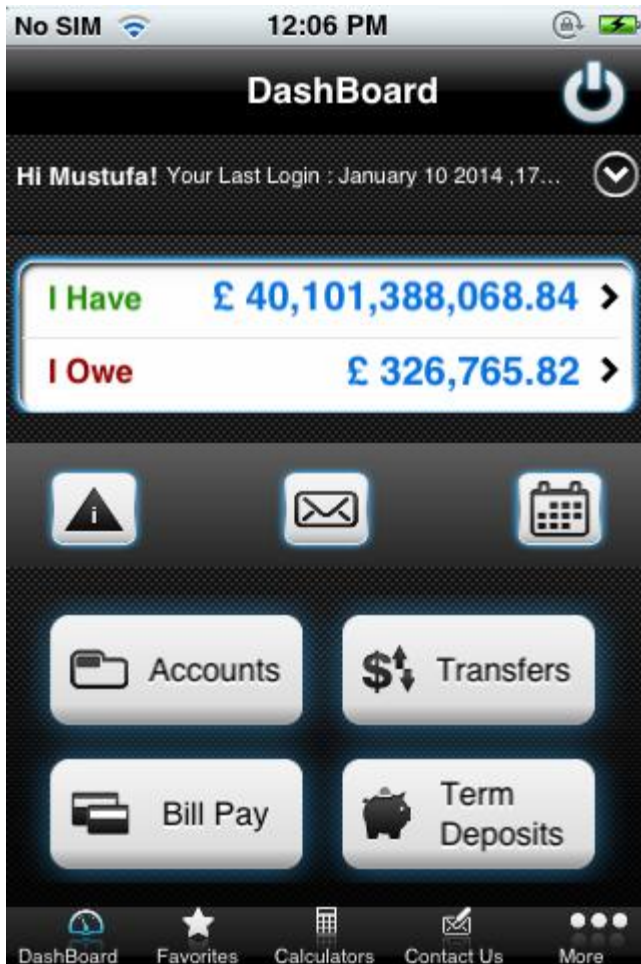 No SIM 12:06 PM
DashBoard
Hi Mustufa! Your Last Login : January 10 2014 ,17...
I Have £ 40,101,388,068.84
I Owe £ 326,765.82
i
Accounts $ Transfers
Bill Pay Term Deposits
DashBoard Favorites Calculators Contact Us More